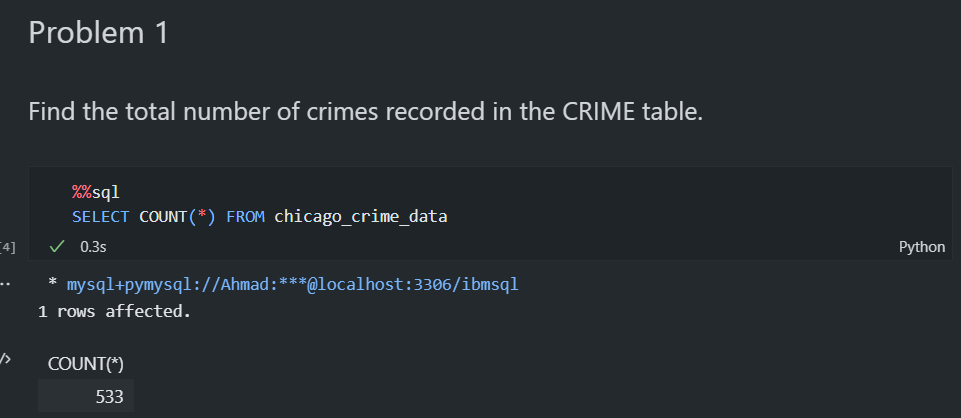 Problem 1
Find the total number of crimes recorded in the CRIME table.
%%sql
SELECT COUNT(*) FROM chicago_crime_data
[4]
0.3s
Python
* mysql+pymysql://Ahmad:***@localhost:3306/ibmsql
1 rows affected.
COUNT(*)
533